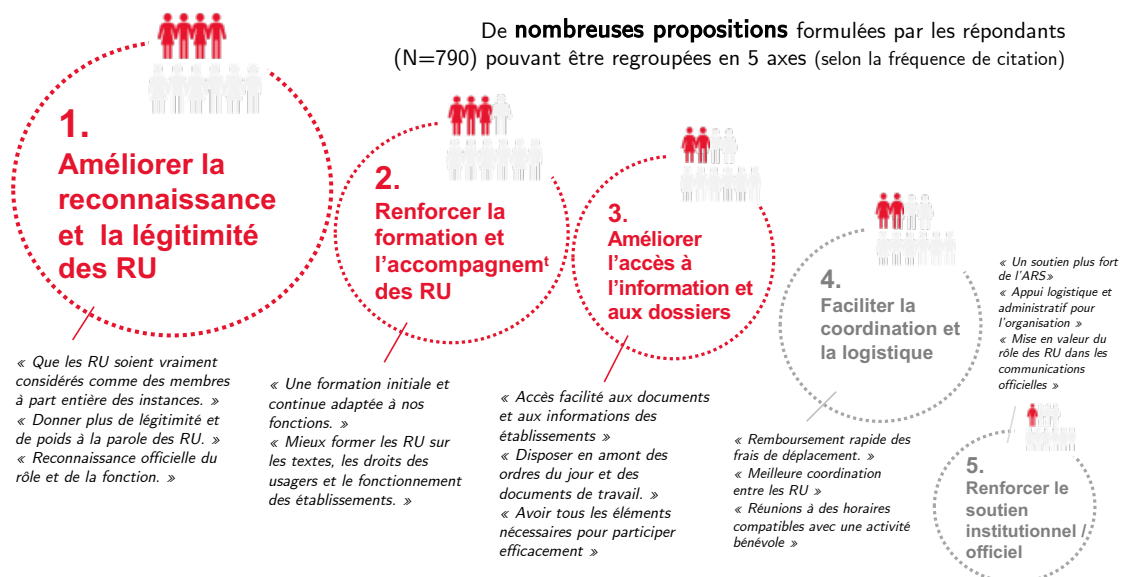 De nombreuses propositions formulées par les répondants
(N=790) pouvant être regroupées en 5 axes (selon la fréquence de citation)
1.
Améliorer la
reconnaissance
et la légitimité
des RU
« Que les RU soient vraiment
considérés comme des membres
à part entière des instances. »
« Donner plus de légitimité et
de poids à la parole des RU. »
« Reconnaissance officielle du
rôle et de la fonction. »
2.
Renforcer la
formation et
l’accompagnemᵗ
des RU
« Une formation initiale et
continue adaptée à nos
fonctions. »
« Mieux former les RU sur
les textes, les droits des
usagers et le fonctionnement
des établissements. »
3.
Améliorer
l’accès à
l’information et
aux dossiers
« Accès facilité aux documents
et aux informations des
établissements »
« Disposer en amont des
ordres du jour et des
documents de travail. »
« Avoir tous les éléments
nécessaires pour participer
efficacement »
4.
Faciliter la
coordination et
la logistique
« Remboursement rapide des
frais de déplacement. »
« Meilleure coordination
entre les RU »
« Réunions à des horaires
compatibles avec une activité
bénévole »
« Un soutien plus fort
de l’ARS»
« Appui logistique et
administratif pour
l’organisation »
« Mise en valeur du
rôle des RU dans les
communications
officielles »
5.
Renforcer le
soutien
institutionnel /
officiel